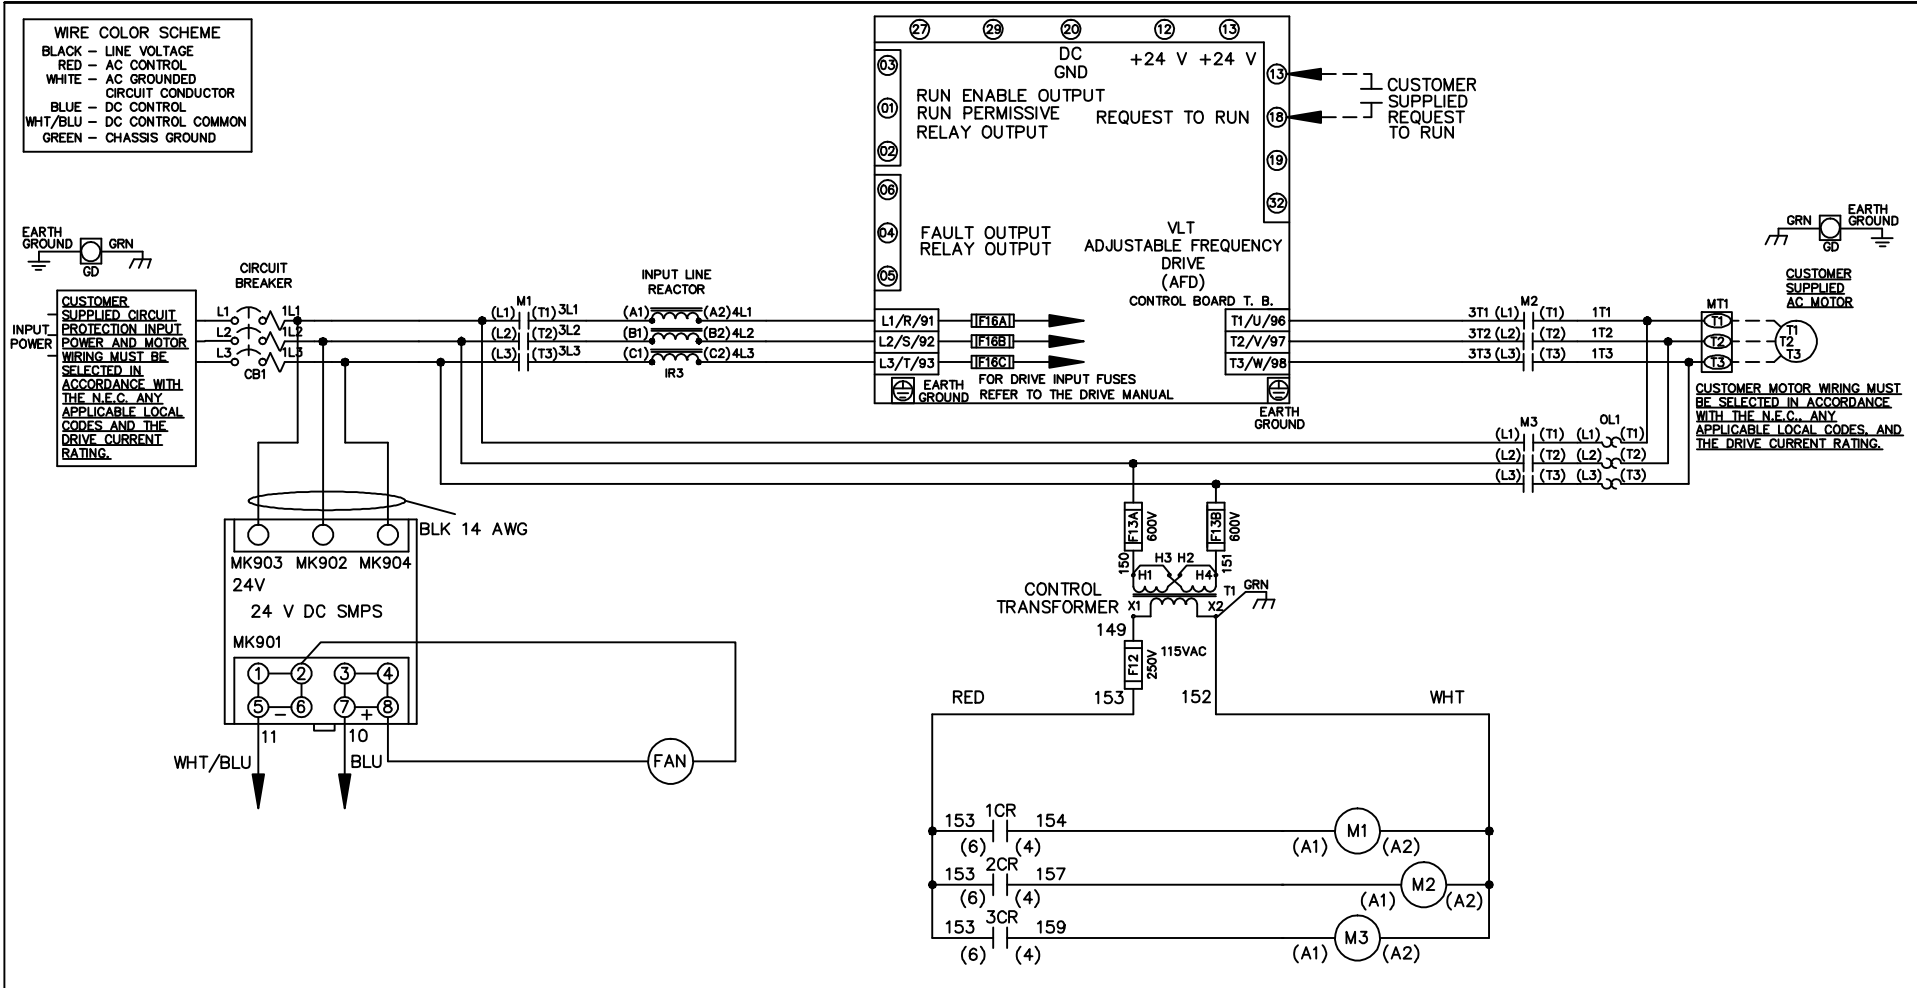 WIRE COLOR SCHEME
BLACK – LINE VOLTAGE
RED – AC CONTROL
WHITE – AC GROUNDED
CIRCUIT CONDUCTOR
BLUE – DC CONTROL
WHT/BLU – DC CONTROL COMMON
GREEN – CHASSIS GROUND
27 29 20 12 13
DC
GND
+24 V +24 V
03
01
02
RUN ENABLE OUTPUT
RUN PERMISSIVE
RELAY OUTPUT
REQUEST TO RUN
13
18
19
32
CUSTOMER
SUPPLIED
REQUEST
TO RUN
06
04
05
FAULT OUTPUT
RELAY OUTPUT
VLT
ADJUSTABLE FREQUENCY
DRIVE
(AFD)
CONTROL BOARD T. B.
EARTH
GROUND
GRN
GD
CIRCUIT
BREAKER
INPUT LINE
REACTOR
GRN
EARTH
GROUND
GD
CUSTOMER
SUPPLIED
AC MOTOR
INPUT
POWER
CUSTOMER
SUPPLIED CIRCUIT
PROTECTION INPUT
POWER AND MOTOR
WIRING MUST BE
SELECTED IN
ACCORDANCE WITH
THE N.E.C. ANY
APPLICABLE LOCAL
CODES AND THE
DRIVE CURRENT
RATING.
L1 1L1
L2 1L2
L3 1L3
CB1
M1
(L1) (T1) 3L1
(L2) (T2) 3L2
(L3) (T3) 3L3
(A1) (A2) 4L1
(B1) (B2) 4L2
(C1) (C2) 4L3
IR3
L1/R/91 F16A
L2/S/92 F16B
L3/T/93 F16C
EARTH
GROUND
FOR DRIVE INPUT FUSES
REFER TO THE DRIVE MANUAL
T1/U/96
T2/V/97
T3/W/98
EARTH
GROUND
M2
3T1 (L1) (T1) 1T1
3T2 (L2) (T2) 1T2
3T3 (L3) (T3) 1T3
MT1
T1
T2
T3
T1
T2
T3
CUSTOMER MOTOR WIRING MUST
BE SELECTED IN ACCORDANCE
WITH THE N.E.C., ANY
APPLICABLE LOCAL CODES, AND
THE DRIVE CURRENT RATING.
M3 OL1
(L1) (T1) (L1) (T1)
(L2) (T2) (L2) (T2)
(L3) (T3) (L3) (T3)
BLK 14 AWG
MK903 MK902 MK904
24V
24 V DC SMPS
MK901
1 2 3 4
5 – 6 7 + 8
11 10
WHT/BLU
BLU
FAN
F13A
600V
F13B
600V
150
151
H3 H2
H1 H4
CONTROL
TRANSFORMER
X1 X2
T1
GRN
149
F12
250V
115VAC
RED 153 152 WHT
1CR
153 154
(6) (4)
M1
(A1) (A2)
2CR
153 157
(6) (4)
M2
(A1) (A2)
3CR
153 159
(6) (4)
M3
(A1) (A2)